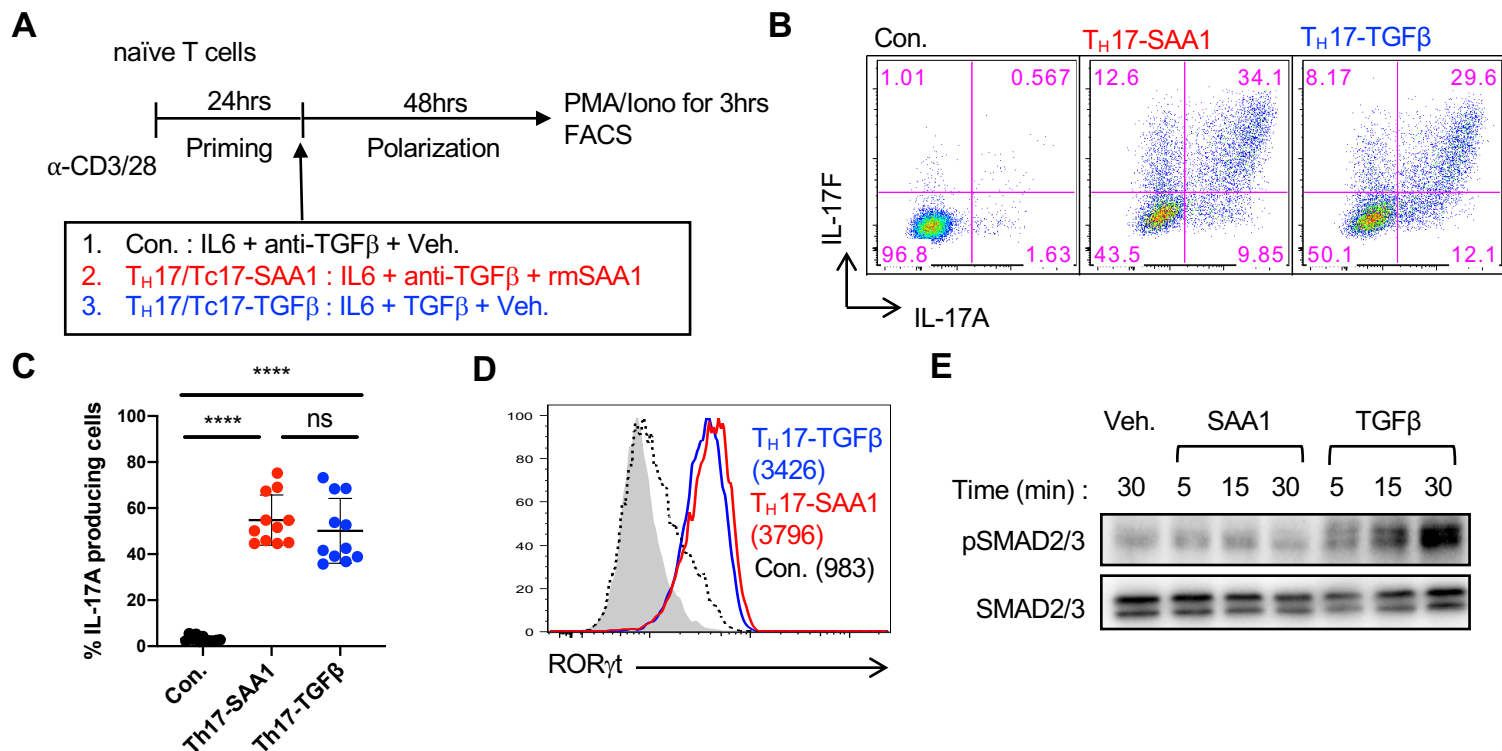 A
naïve T cells
24hrs
48hrs
PMA/Iono for 3hrs
FACS
Priming
Polarization
α-CD3/28
1. Con. : IL6 + anti-TGFβ + Veh.
2. TH17/Tc17-SAA1 : IL6 + anti-TGFβ + rmSAA1
3. TH17/Tc17-TGFβ : IL6 + TGFβ + Veh.
B
Con.
TH17-SAA1
TH17-TGFβ
1.01 0.567
12.6 34.1
8.17 29.6
96.8 1.63
43.5 9.85
50.1 12.1
IL-17F
IL-17A
C
****
****
ns
% IL-17A producing cells
100
80
60
40
20
0
Con.
Th17-SAA1
Th17-TGFβ
D
100
80
60
40
20
0
TH17-TGFβ
(3426)
TH17-SAA1
(3796)
Con. (983)
RORγt
E
Veh. SAA1 TGFβ
Time (min) : 30 5 15 30 5 15 30
pSMAD2/3
SMAD2/3